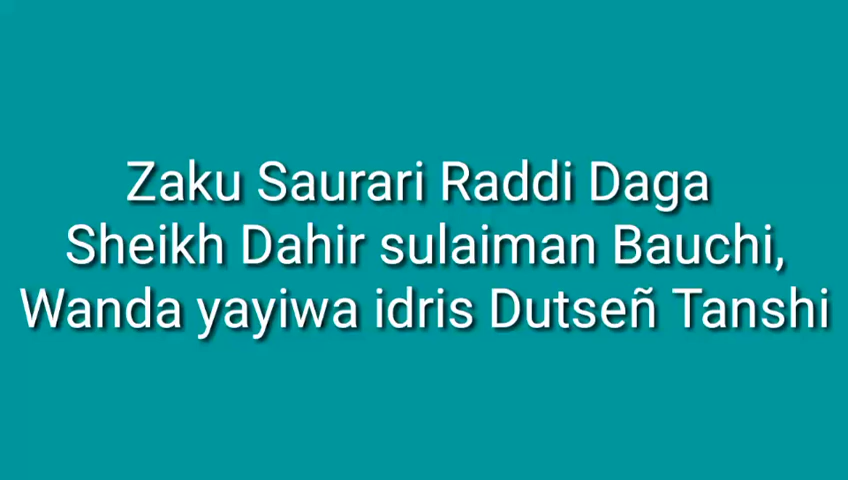 Zaku Saurari Raddi Daga
Sheikh Dahir sulaiman Bauchi,
Wanda yayiwa idris Dutseñ Tanshi